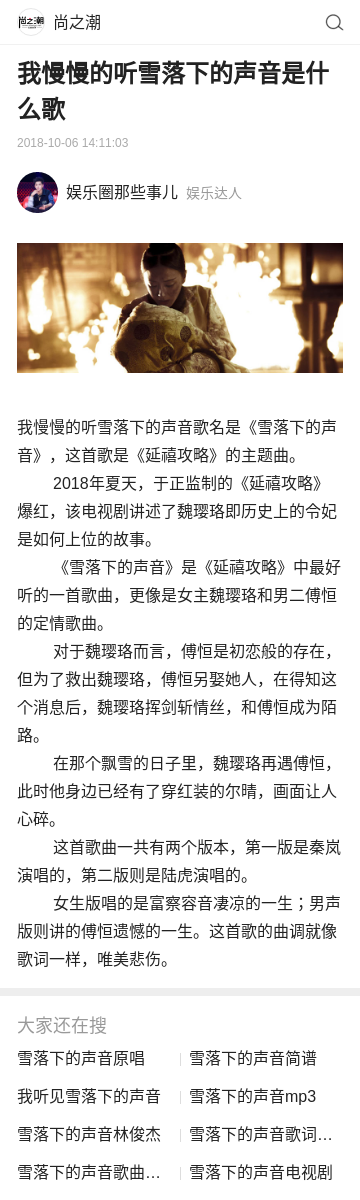 尚之潮 尚之潮
我慢慢的听雪落下的声音是什
么歌
2018-10-06 14:11:03
娱乐圈那些事儿 娱乐达人
我慢慢的听雪落下的声音歌名是《雪落下的声
音》，这首歌是《延禧攻略》的主题曲。
2018年夏天，于正监制的《延禧攻略》
爆红，该电视剧讲述了魏璎珞即历史上的令妃
是如何上位的故事。
《雪落下的声音》是《延禧攻略》中最好
听的一首歌曲，更像是女主魏璎珞和男二傅恒
的定情歌曲。
对于魏璎珞而言，傅恒是初恋般的存在，
但为了救出魏璎珞，傅恒另娶她人，在得知这
个消息后，魏璎珞挥剑斩情丝，和傅恒成为陌
路。
在那个飘雪的日子里，魏璎珞再遇傅恒，
此时他身边已经有了穿红装的尔晴，画面让人
心碎。
这首歌曲一共有两个版本，第一版是秦岚
演唱的，第二版则是陆虎演唱的。
女生版唱的是富察容音凄凉的一生；男声
版则讲的傅恒遗憾的一生。这首歌的曲调就像
歌词一样，唯美悲伤。
大家还在搜
雪落下的声音原唱 雪落下的声音简谱
我听见雪落下的声音 雪落下的声音mp3
雪落下的声音林俊杰 雪落下的声音歌词…
雪落下的声音歌曲… 雪落下的声音电视剧